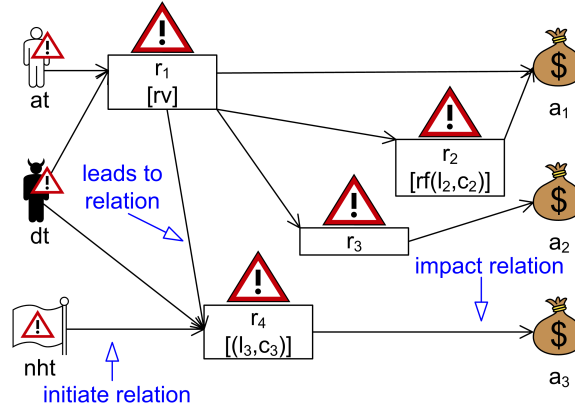 at
r₁
[rv]
$
a₁
r₂
[rf(l₂,c₂)]
leads to
relation
dt
r₃
$
a₂
impact relation
nht
r₄
[(l₃,c₃)]
$
a₃
initiate relation